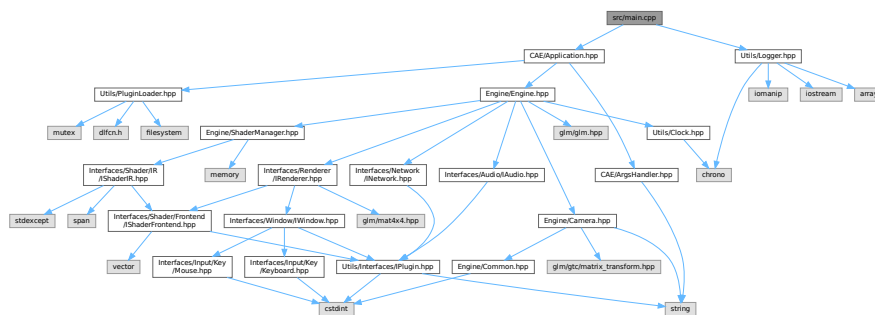 src/main.cpp
CAE/Application.hpp
Utils/Logger.hpp
Utils/PluginLoader.hpp
Engine/Engine.hpp
iomanip
iostream
array
mutex
dlfcn.h
filesystem
Engine/ShaderManager.hpp
glm/glm.hpp
Utils/Clock.hpp
Interfaces/Shader/IR
/IShaderIR.hpp
memory
Interfaces/Renderer
/IRenderer.hpp
Interfaces/Network
/INetwork.hpp
Interfaces/Audio/IAudio.hpp
CAE/ArgsHandler.hpp
chrono
stdexcept
span
Interfaces/Shader/Frontend
/IShaderFrontend.hpp
Interfaces/Window/IWindow.hpp
glm/mat4x4.hpp
Engine/Camera.hpp
vector
Interfaces/Input/Key
/Mouse.hpp
Interfaces/Input/Key
/Keyboard.hpp
Utils/Interfaces/IPlugin.hpp
Engine/Common.hpp
glm/gtc/matrix_transform.hpp
cstdint
string